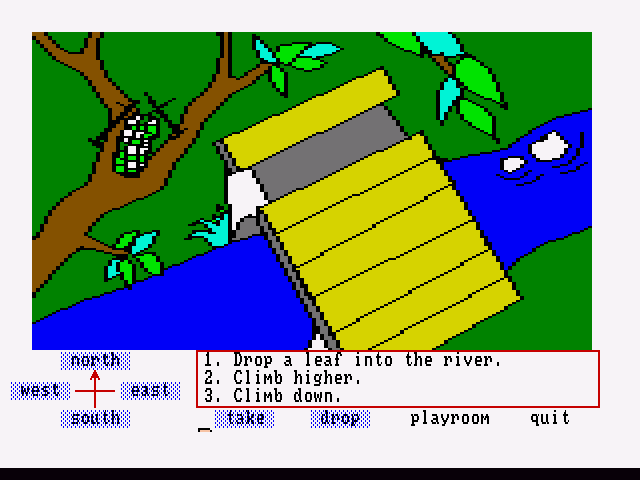 north
west east
south
1. Drop a leaf into the river.
2. Climb higher.
3. Climb down.
take drop playroom quit